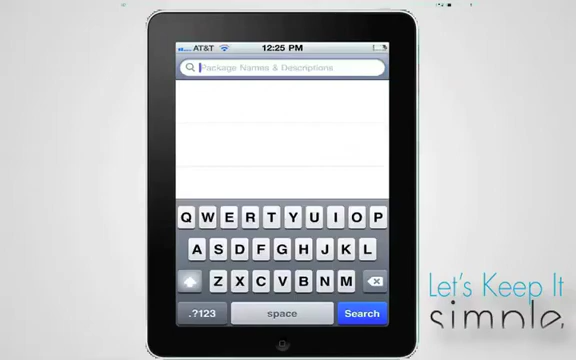 AT&T 12:25 PM
Package Names & Descriptions
Q W E R T Y U I O P
A S D F G H J K L
Z X C V B N M
.?123 space Search
Let's Keep It
simple.